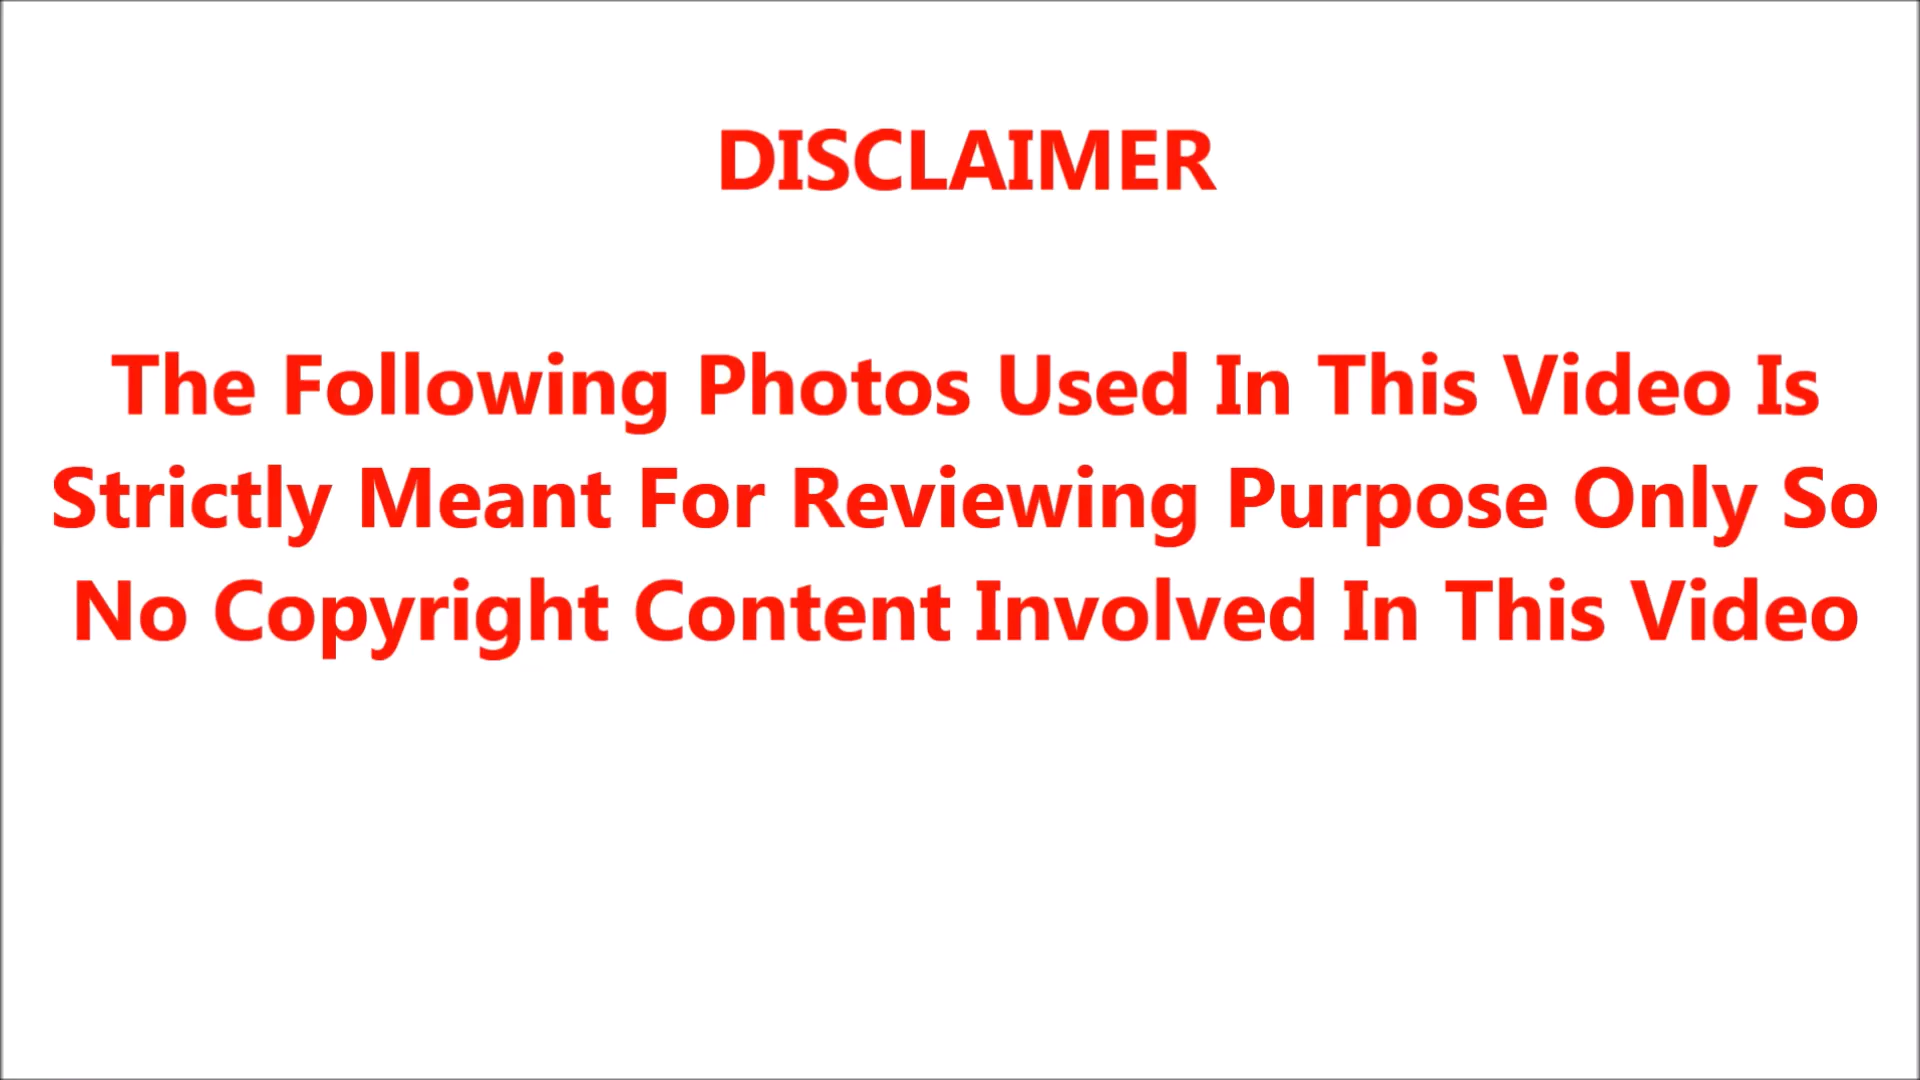 DISCLAIMER
The Following Photos Used In This Video Is
Strictly Meant For Reviewing Purpose Only So
No Copyright Content Involved In This Video